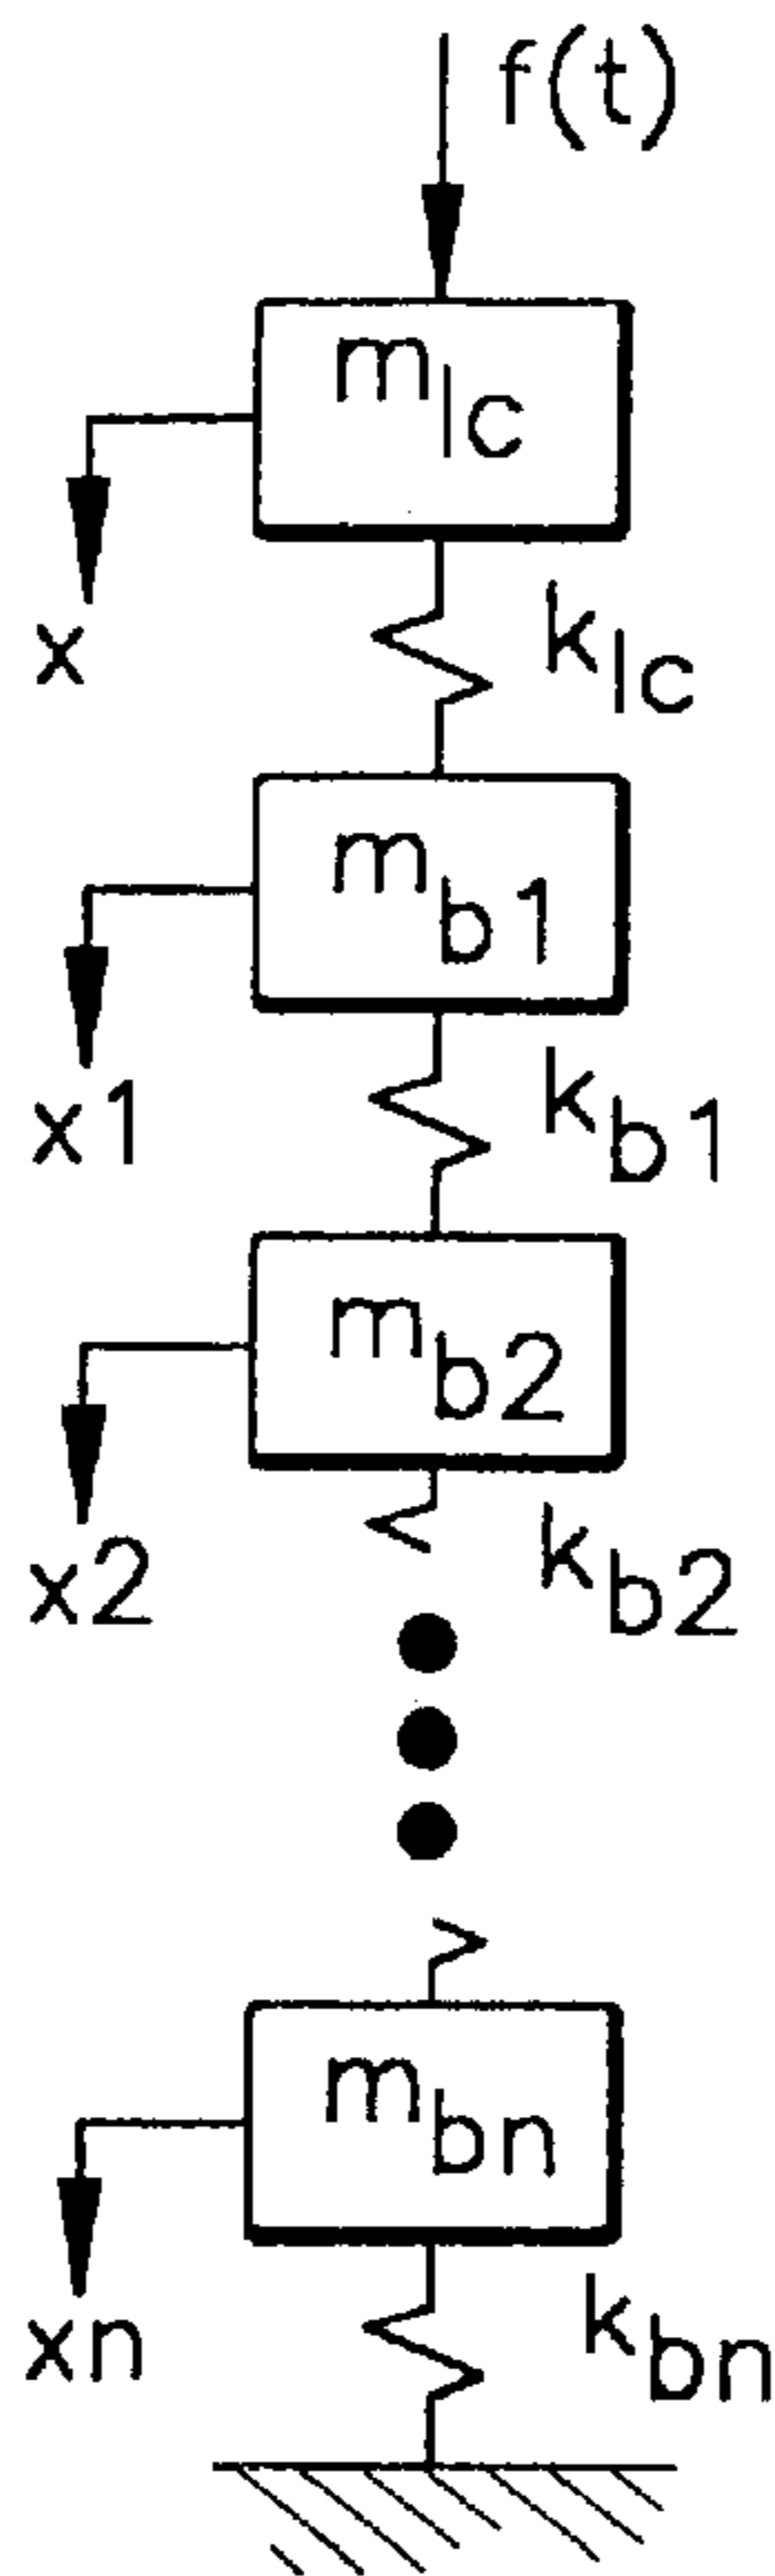 f(t)
m_lc
x
k_lc
m_b1
x1
k_b1
m_b2
x2
k_b2
m_bn
xn
k_bn